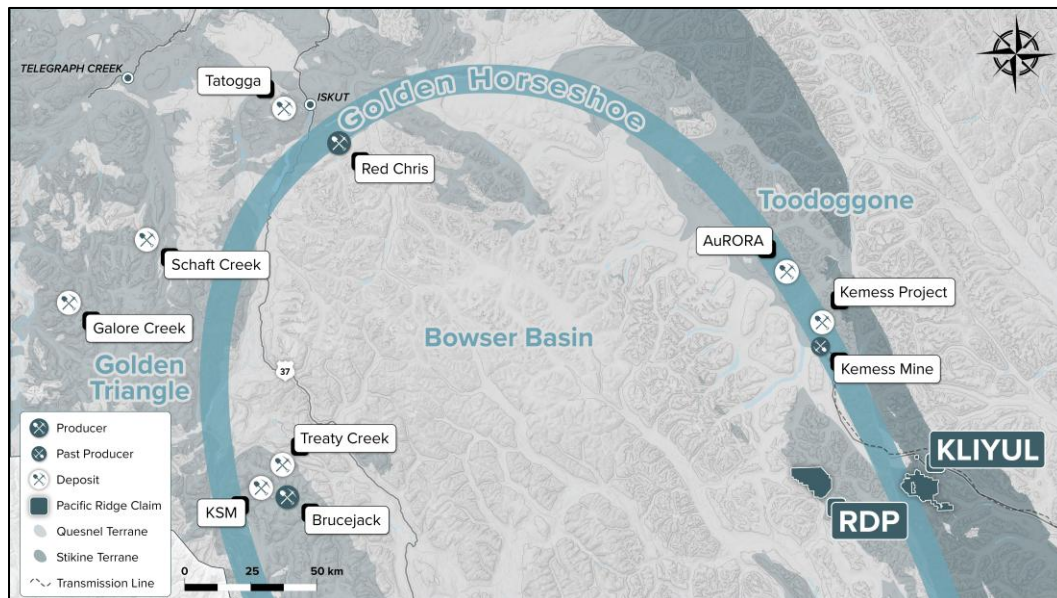 TELEGRAPH CREEK
Tatogga
ISKUT
Golden Horseshoe
Red Chris
Toodoggone
AuRORA
Schaft Creek
Kemess Project
Galore Creek
Bowser Basin
Golden
Triangle
Kemess Mine
37
Treaty Creek
KLIYUL
KSM
Brucejack
RDP
Producer
Past Producer
Deposit
Pacific Ridge Claim
Quesnel Terrane
Stikine Terrane
Transmission Line
0 25 50 km